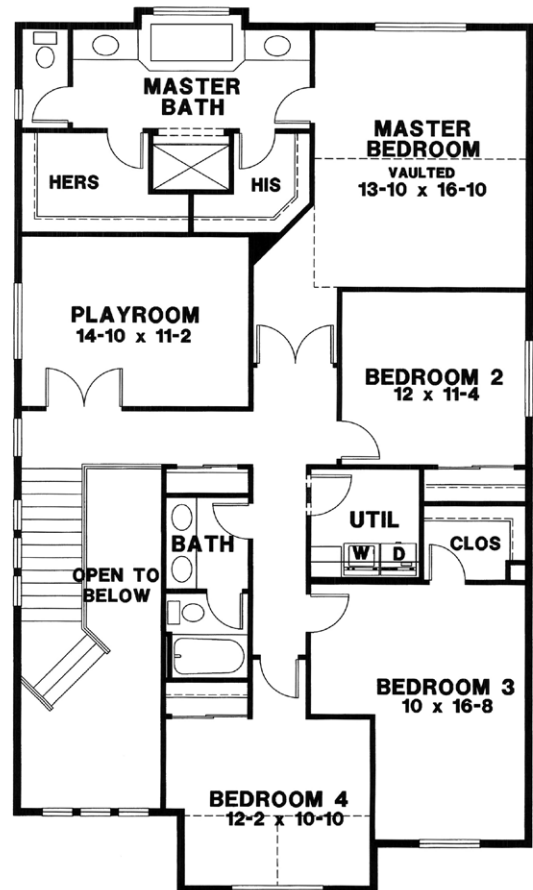 MASTER
BATH
MASTER
BEDROOM
VAULTED
13-10 x 16-10
HERS
HIS
PLAYROOM
14-10 x 11-2
BEDROOM 2
12 x 11-4
UTIL
W
D
CLOS
BATH
OPEN TO
BELOW
BEDROOM 3
10 x 16-8
BEDROOM 4
12-2 x 10-10